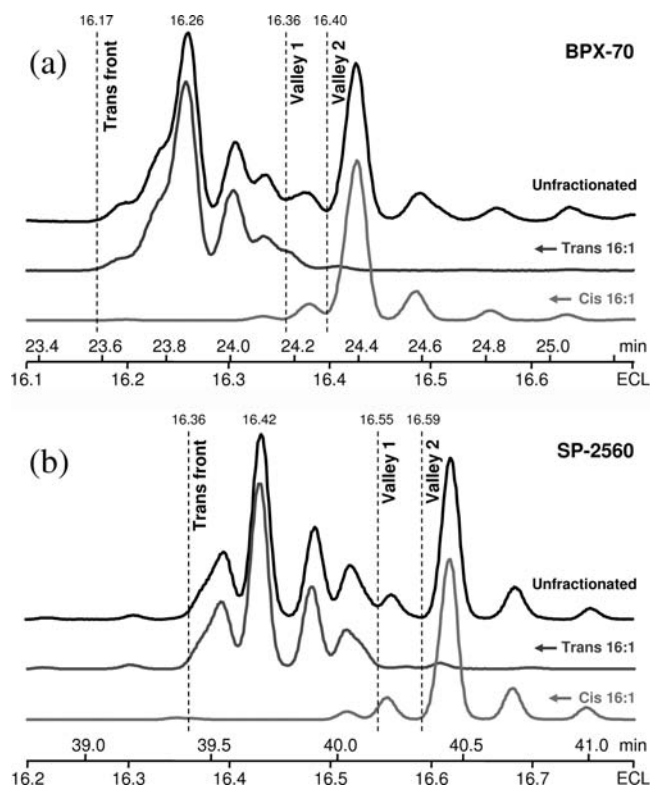 16.17 16.26 16.36 16.40
(a)
BPX-70
Trans front
Valley 1
Valley 2
Unfractionated
Trans 16:1
Cis 16:1
23.4 23.6 23.8 24.0 24.2 24.4 24.6 24.8 25.0 min
16.1 16.2 16.3 16.4 16.5 16.6 ECL
16.36 16.42 16.55 16.59
(b)
SP-2560
Trans front
Valley 1
Valley 2
Unfractionated
Trans 16:1
Cis 16:1
39.0 39.5 40.0 40.5 41.0 min
16.2 16.3 16.4 16.5 16.6 16.7 ECL